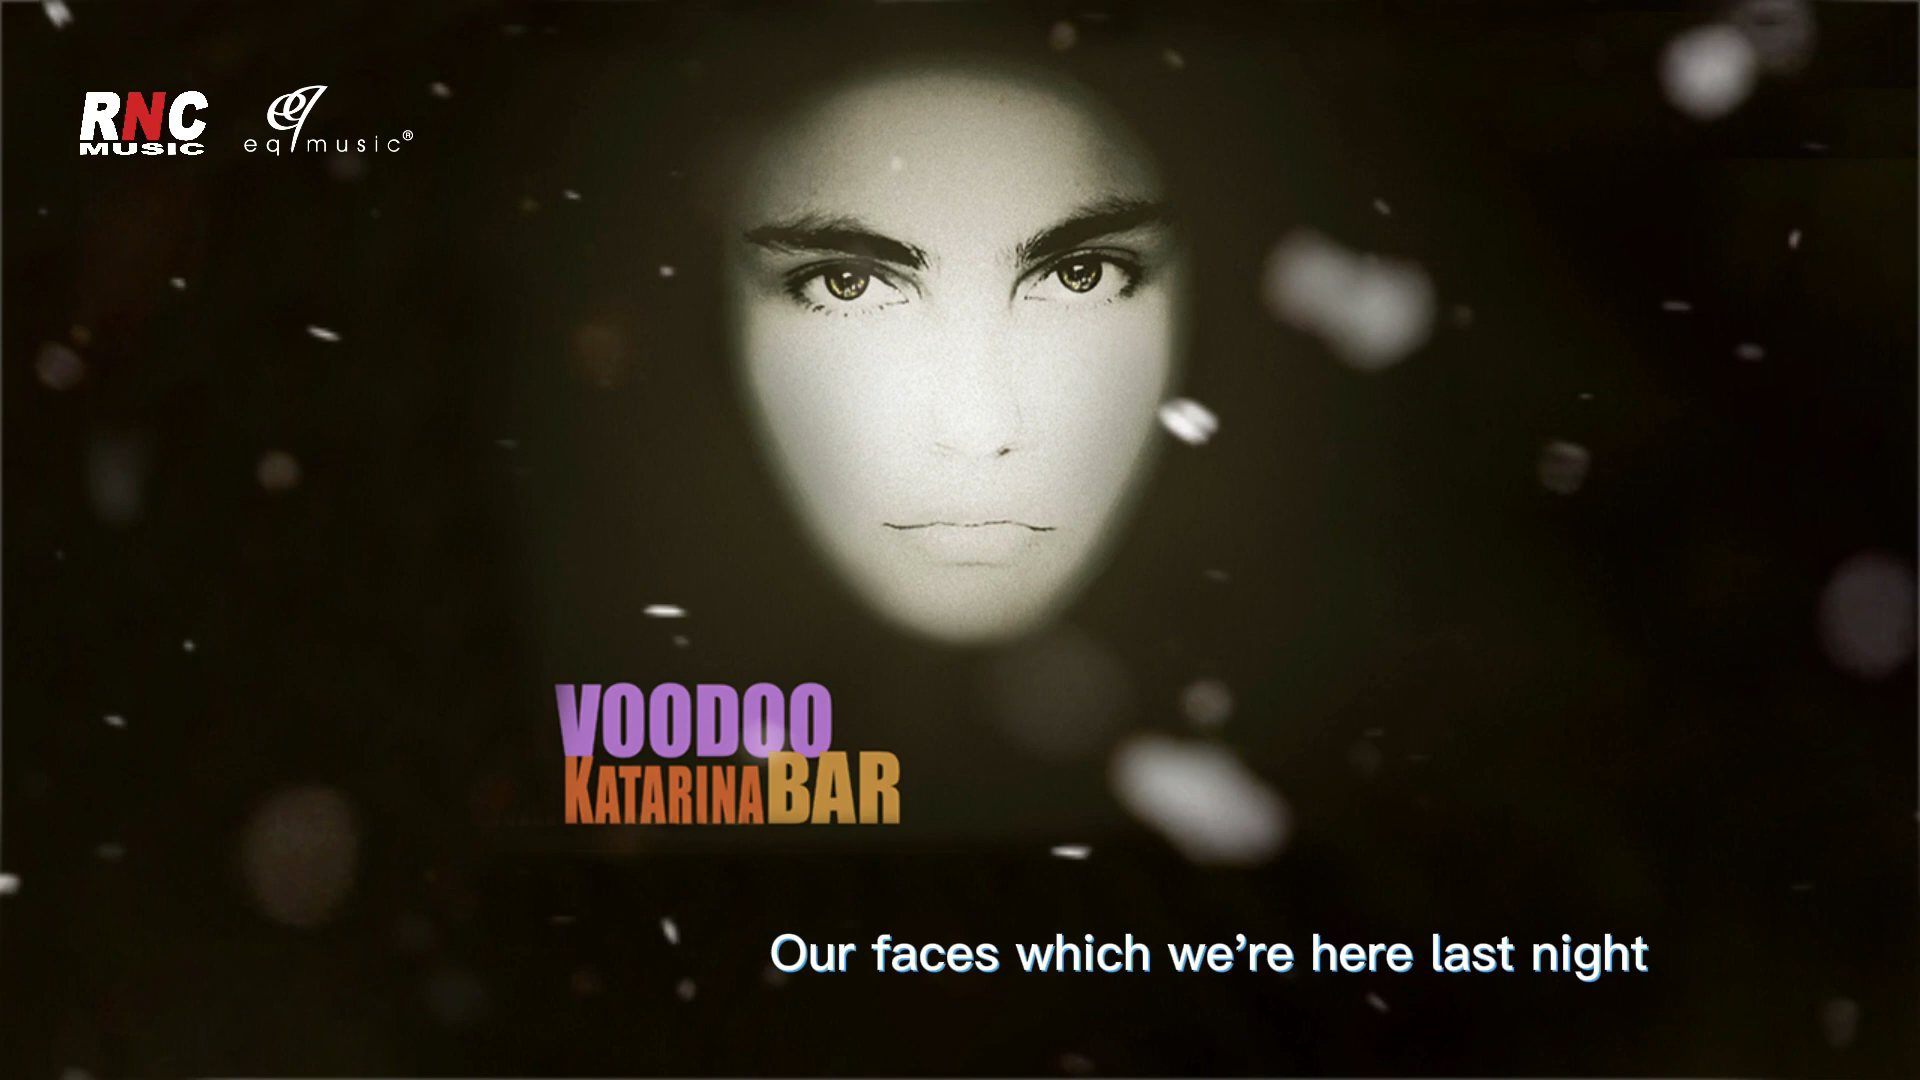 RNC
MUSIC
eq music®
VOODOO
KATARINA BAR
Our faces which we’re here last night